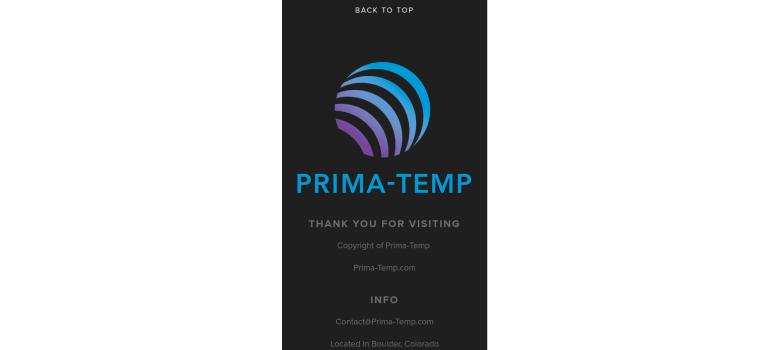 BACK TO TOP
PRIMA-TEMP
THANK YOU FOR VISITING
Copyright of Prima-Temp
Prima-Temp.com
INFO
Contact@Prima-Temp.com
Located In Boulder, Colorado